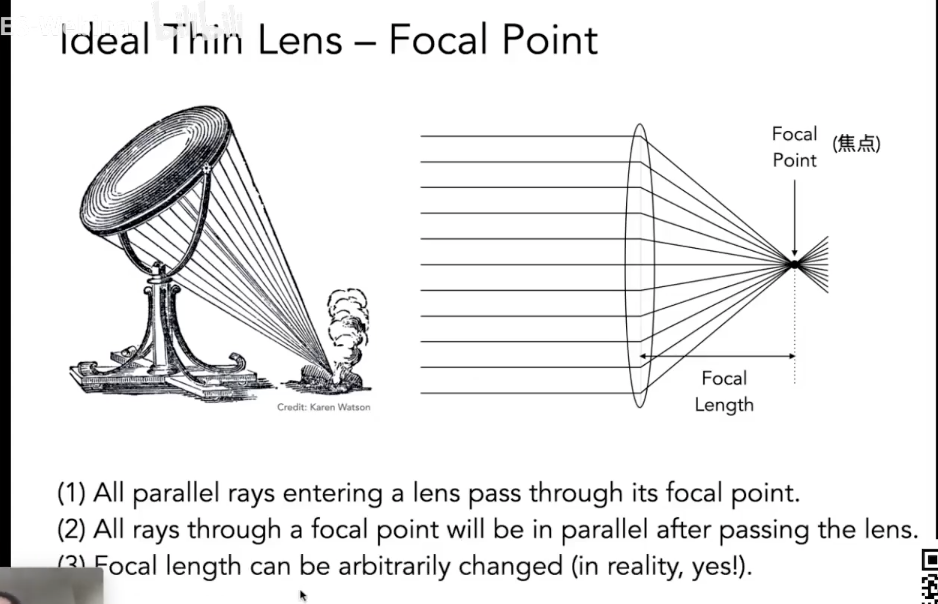 Ideal Thin Lens – Focal Point
Focal
Point
(焦点)
Focal
Length
Credit: Karen Watson
(1) All parallel rays entering a lens pass through its focal point.
(2) All rays through a focal point will be in parallel after passing the lens.
(3) Focal length can be arbitrarily changed (in reality, yes!).